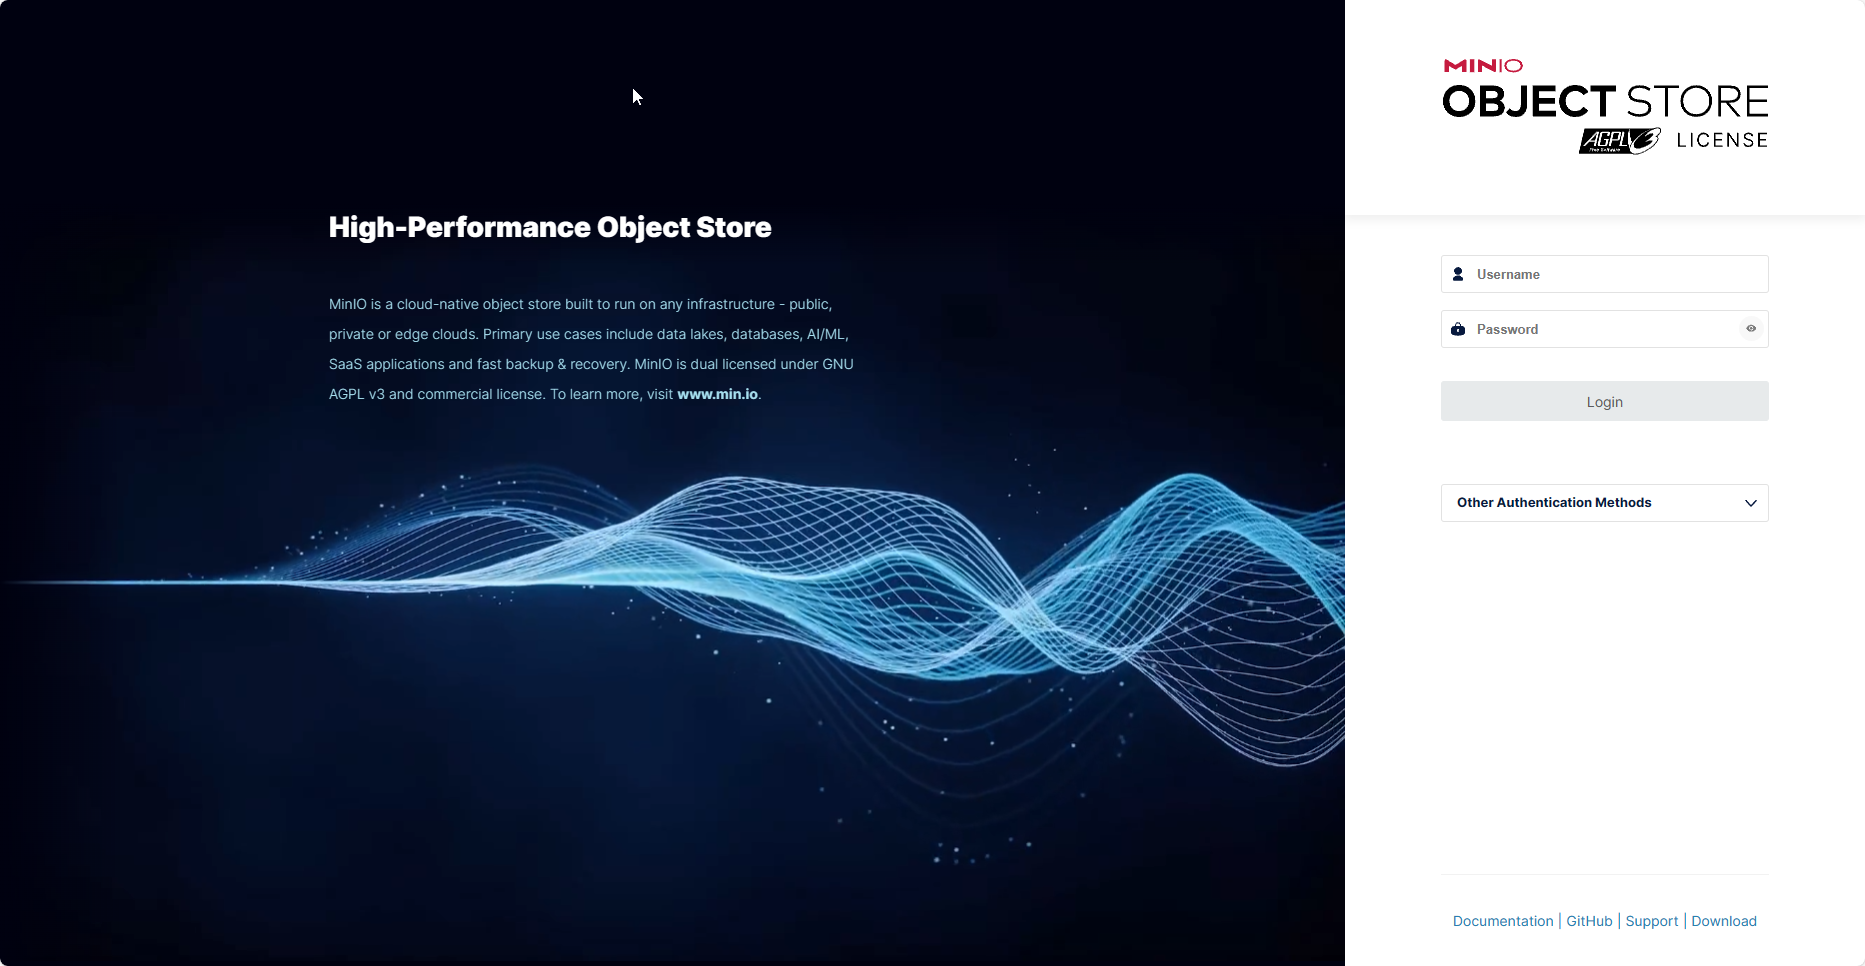 High-Performance Object Store
MinIO is a cloud-native object store built to run on any infrastructure - public,
private or edge clouds. Primary use cases include data lakes, databases, AI/ML,
SaaS applications and fast backup & recovery. MinIO is dual licensed under GNU
AGPL v3 and commercial license. To learn more, visit www.min.io.
MINIO
OBJECT STORE
AGPLv3 LICENSE
Free Software
Username
Password
Login
Other Authentication Methods
Documentation | GitHub | Support | Download